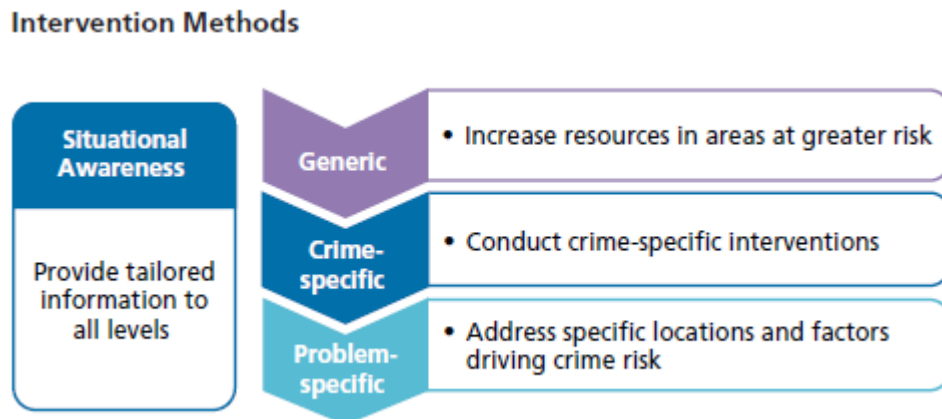 Intervention Methods
Situational
Awareness
Provide tailored
information to
all levels
Generic
• Increase resources in areas at greater risk
Crime-
specific
• Conduct crime-specific interventions
Problem-
specific
• Address specific locations and factors
driving crime risk